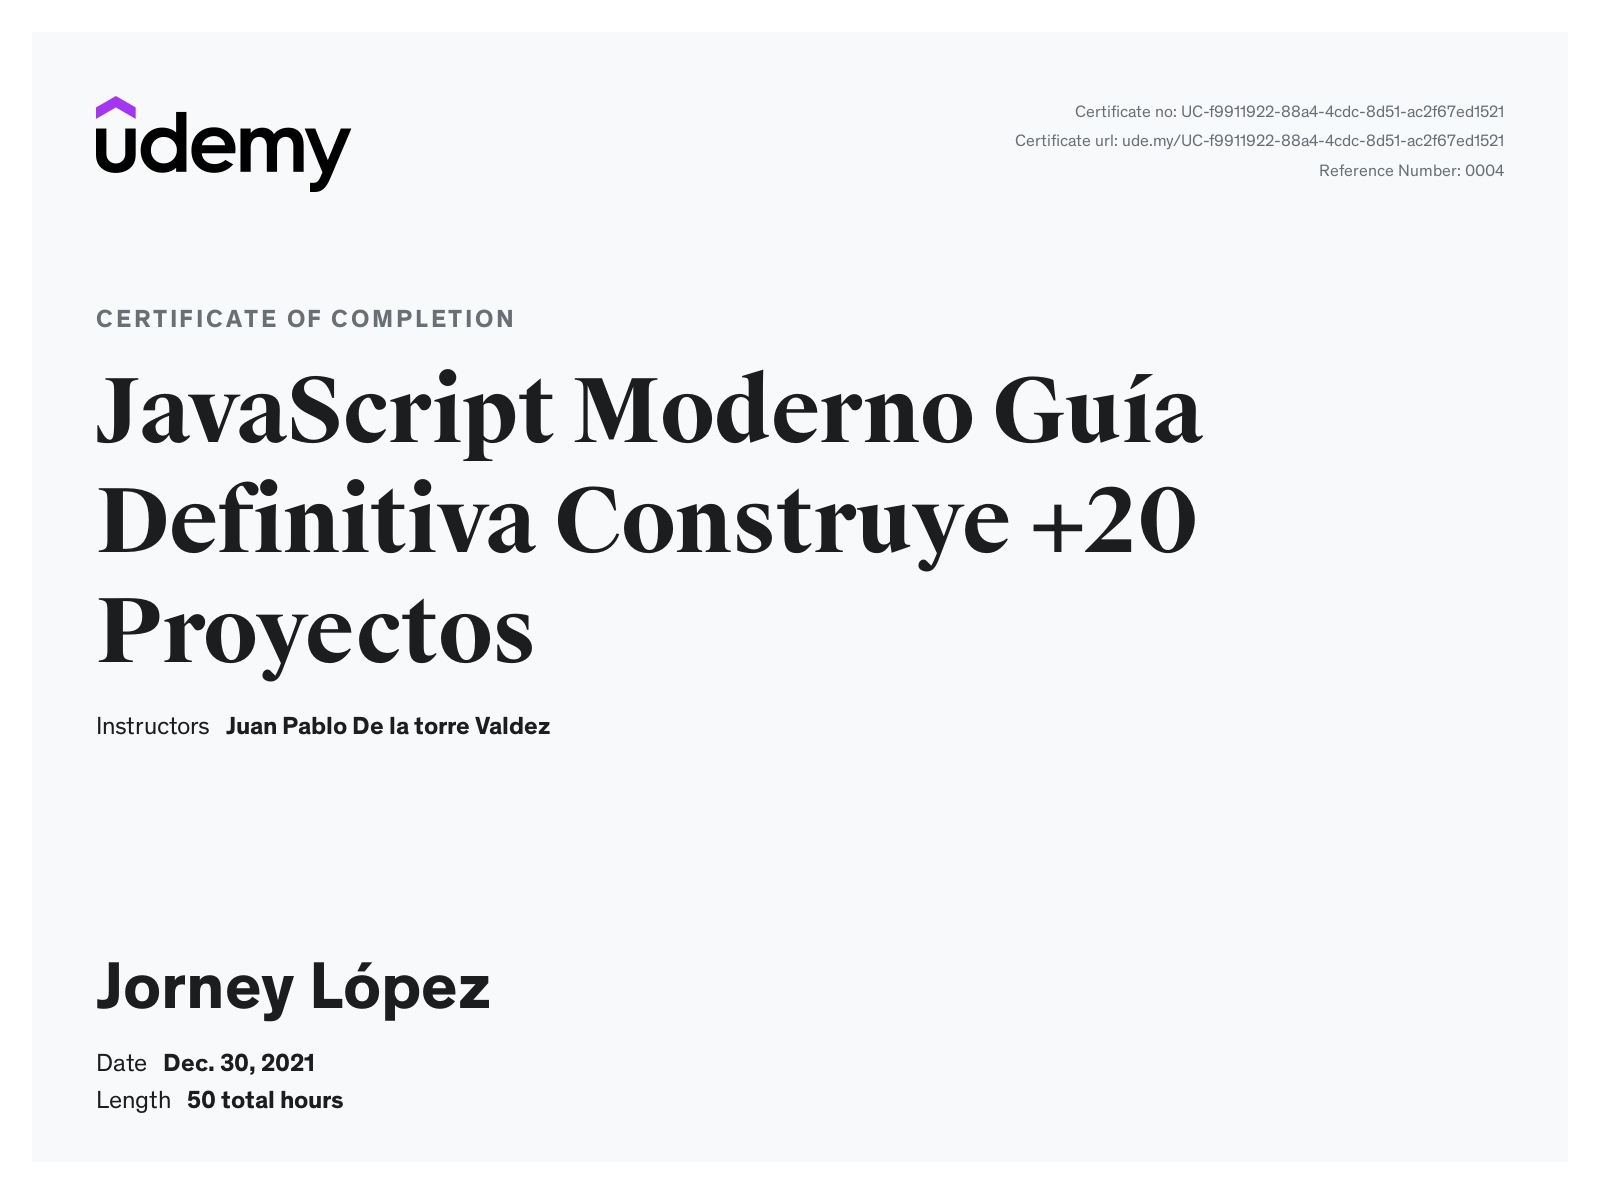 udemy
Certificate no: UC-f9911922-88a4-4cdc-8d51-ac2f67ed1521
Certificate url: ude.my/UC-f9911922-88a4-4cdc-8d51-ac2f67ed1521
Reference Number: 0004
CERTIFICATE OF COMPLETION
JavaScript Moderno Guía
Definitiva Construye +20
Proyectos
Instructors Juan Pablo De la torre Valdez
Jorney López
Date Dec. 30, 2021
Length 50 total hours